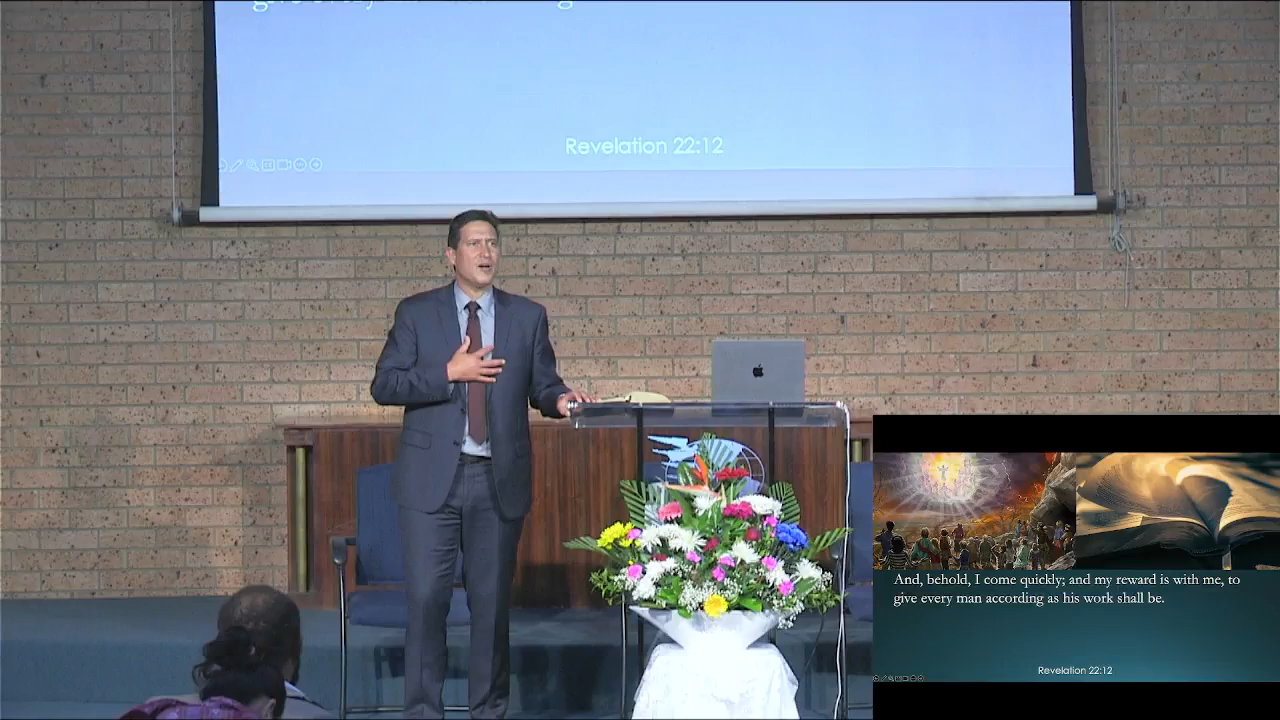 Revelation 22:12
And, behold, I come quickly; and my reward is with me, to
give every man according as his work shall be.
Revelation 22:12